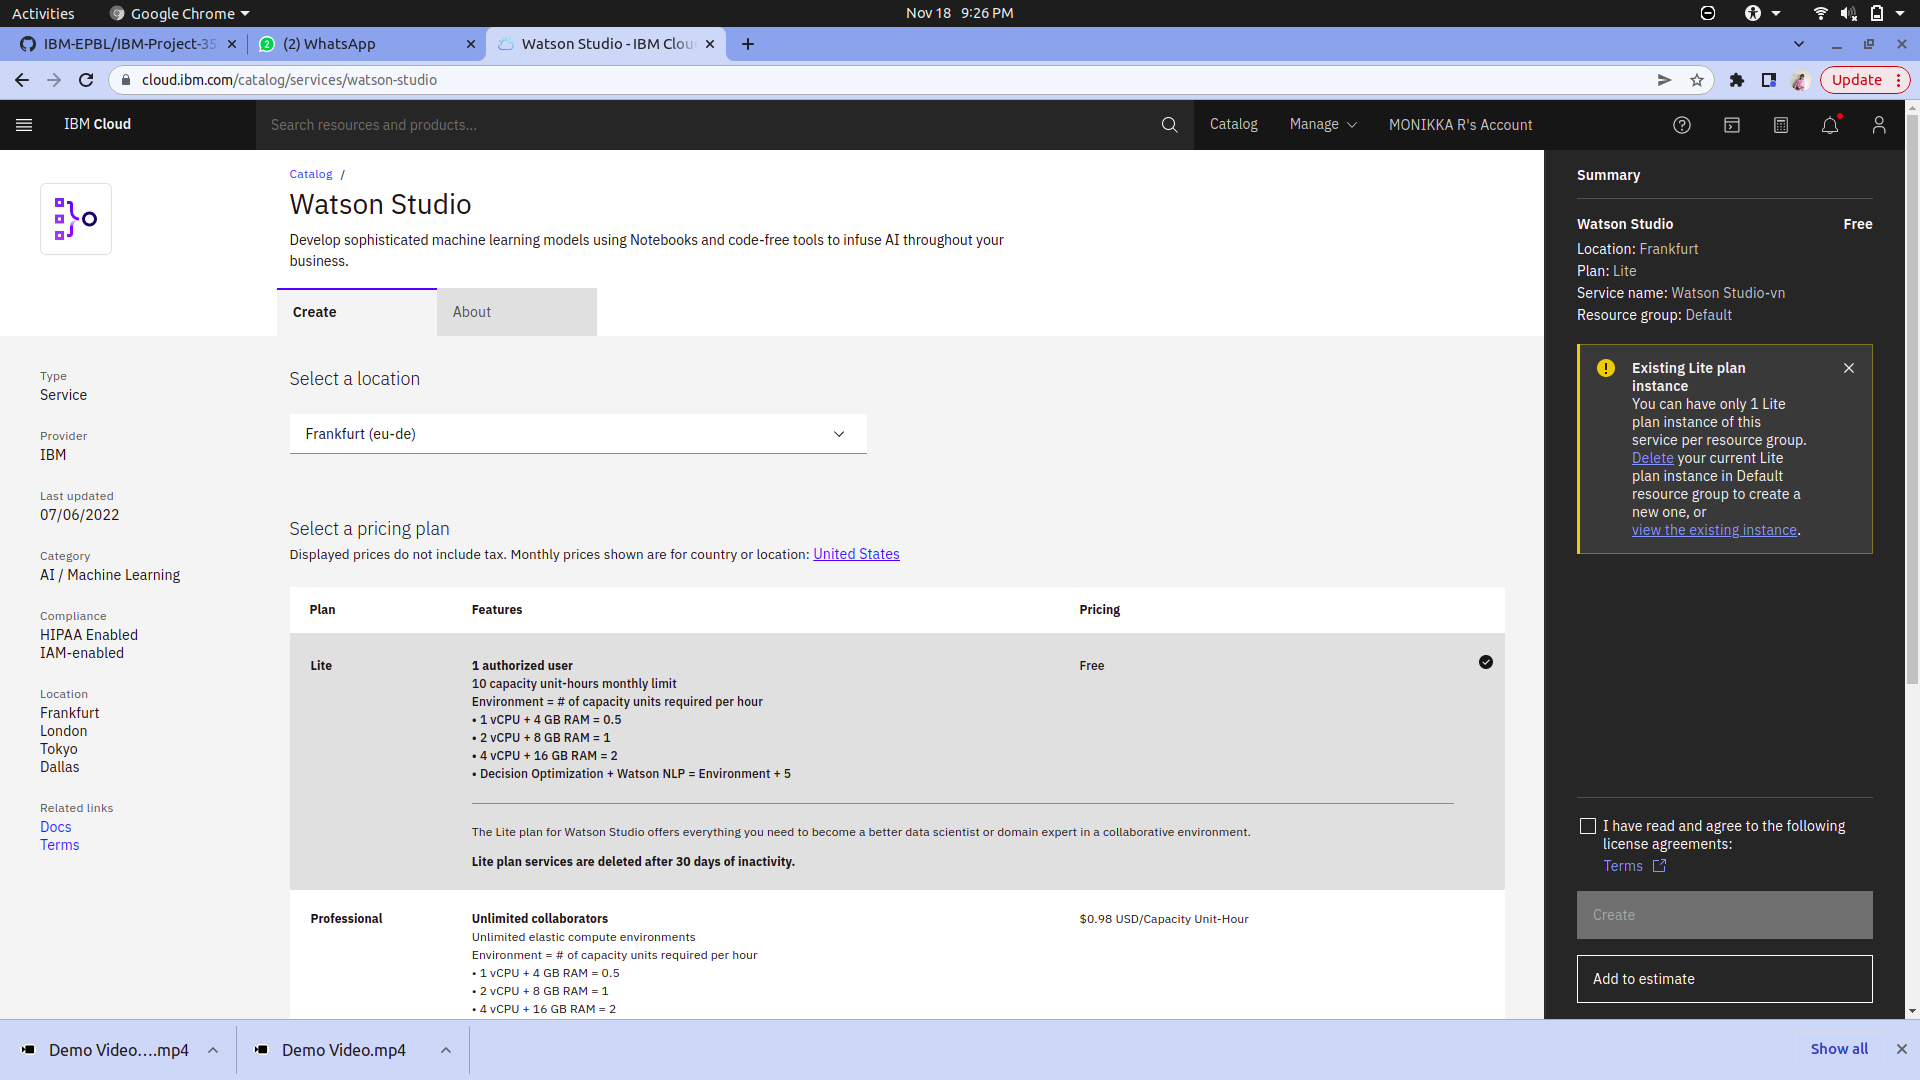 Activities
Google Chrome
Nov 18 9:26 PM
IBM-EPBL/IBM-Project-35
(2) WhatsApp
Watson Studio - IBM Clou
cloud.ibm.com/catalog/services/watson-studio
Update
IBM Cloud
Search resources and products...
Catalog
Manage
MONIKKA R's Account
Catalog /
Watson Studio
Develop sophisticated machine learning models using Notebooks and code-free tools to infuse AI throughout your
business.
Create
About
Type
Service
Provider
IBM
Last updated
07/06/2022
Category
AI / Machine Learning
Compliance
HIPAA Enabled
IAM-enabled
Location
Frankfurt
London
Tokyo
Dallas
Related links
Docs
Terms
Select a location
Frankfurt (eu-de)
Select a pricing plan
Displayed prices do not include tax. Monthly prices shown are for country or location: United States
Plan Features Pricing
Lite
1 authorized user
Free
10 capacity unit-hours monthly limit
Environment = # of capacity units required per hour
• 1 vCPU + 4 GB RAM = 0.5
• 2 vCPU + 8 GB RAM = 1
• 4 vCPU + 16 GB RAM = 2
• Decision Optimization + Watson NLP = Environment + 5
The Lite plan for Watson Studio offers everything you need to become a better data scientist or domain expert in a collaborative environment.
Lite plan services are deleted after 30 days of inactivity.
Professional
Unlimited collaborators
$0.98 USD/Capacity Unit-Hour
Unlimited elastic compute environments
Environment = # of capacity units required per hour
• 1 vCPU + 4 GB RAM = 0.5
• 2 vCPU + 8 GB RAM = 1
• 4 vCPU + 16 GB RAM = 2
Summary
Watson Studio Free
Location: Frankfurt
Plan: Lite
Service name: Watson Studio-vn
Resource group: Default
Existing Lite plan
instance
You can have only 1 Lite
plan instance of this
service per resource group.
Delete your current Lite
plan instance in Default
resource group to create a
new one, or
view the existing instance.
I have read and agree to the following
license agreements:
Terms
Create
Add to estimate
Demo Video....mp4
Demo Video.mp4
Show all